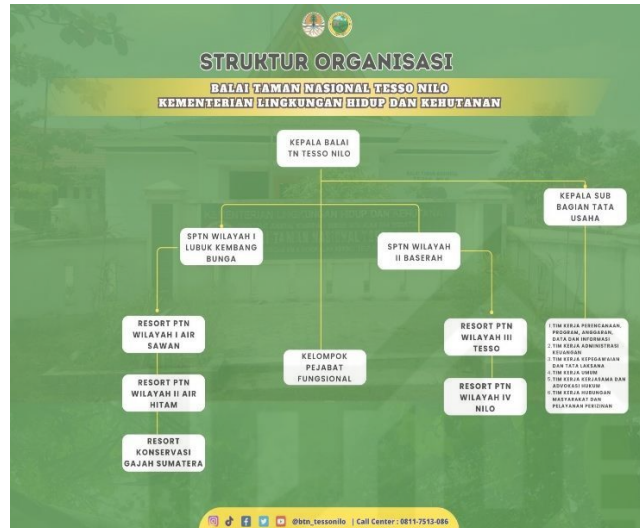 STRUKTUR ORGANISASI
BALAI TAMAN NASIONAL TESSO NILO
KEMENTERIAN LINGKUNGAN HIDUP DAN KEHUTANAN
KEPALA BALAI
TN TESSO NILO
KEPALA SUB
BAGIAN TATA
USAHA
SPTN WILAYAH I
LUBUK KEMBANG
BUNGA
SPTN WILAYAH
II BASERAH
RESORT PTN
WILAYAH I AIR
SAWAN
RESORT PTN
WILAYAH II AIR
HITAM
RESORT
KONSERVASI
GAJAH SUMATERA
KELOMPOK
PEJABAT
FUNGSIONAL
RESORT PTN
WILAYAH III
TESSO
RESORT PTN
WILAYAH IV
NILO
1. TIM KERJA PERENCANAAN,
PROGRAM, ANGGARAN,
DATA DAN INFORMASI
2. TIM KERJA ADMINISTRASI
KEUANGAN
3. TIM KERJA KEPEGAWAIAN
DAN TATA LAKSANA
4. TIM KERJA UMUM
5. TIM KERJA KERJASAMA DAN
ADVOKASI HUKUM
6. TIM KERJA HUBUNGAN
MASYARAKAT DAN
PELAYANAN PERIZINAN
@btn_tessonilo | Call Center : 0811-7513-086